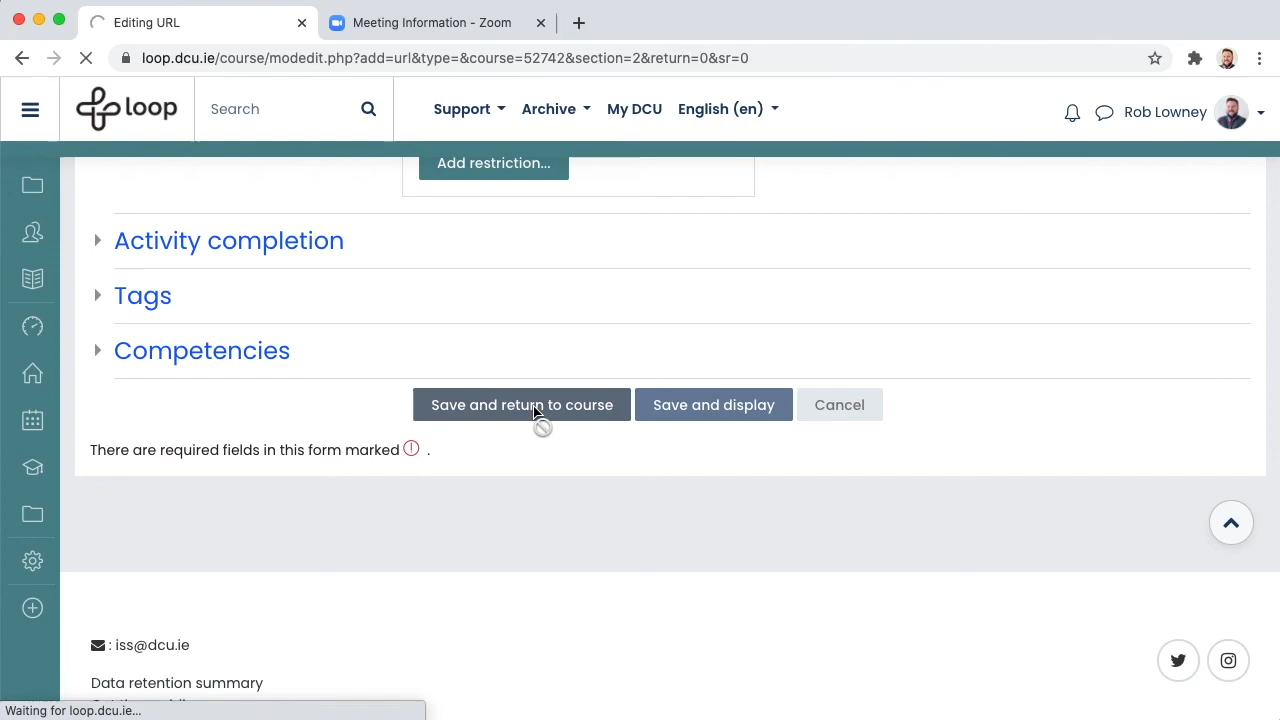 Editing URL
Meeting Information - Zoom
loop.dcu.ie/course/modedit.php?add=url&type=&course=52742&section=2&return=0&sr=0
loop
Search
Support
Archive
My DCU
English (en)
Rob Lowney
Add restriction...
Activity completion
Tags
Competencies
Save and return to course
Save and display
Cancel
There are required fields in this form marked .
: iss@dcu.ie
Data retention summary
Waiting for loop.dcu.ie...